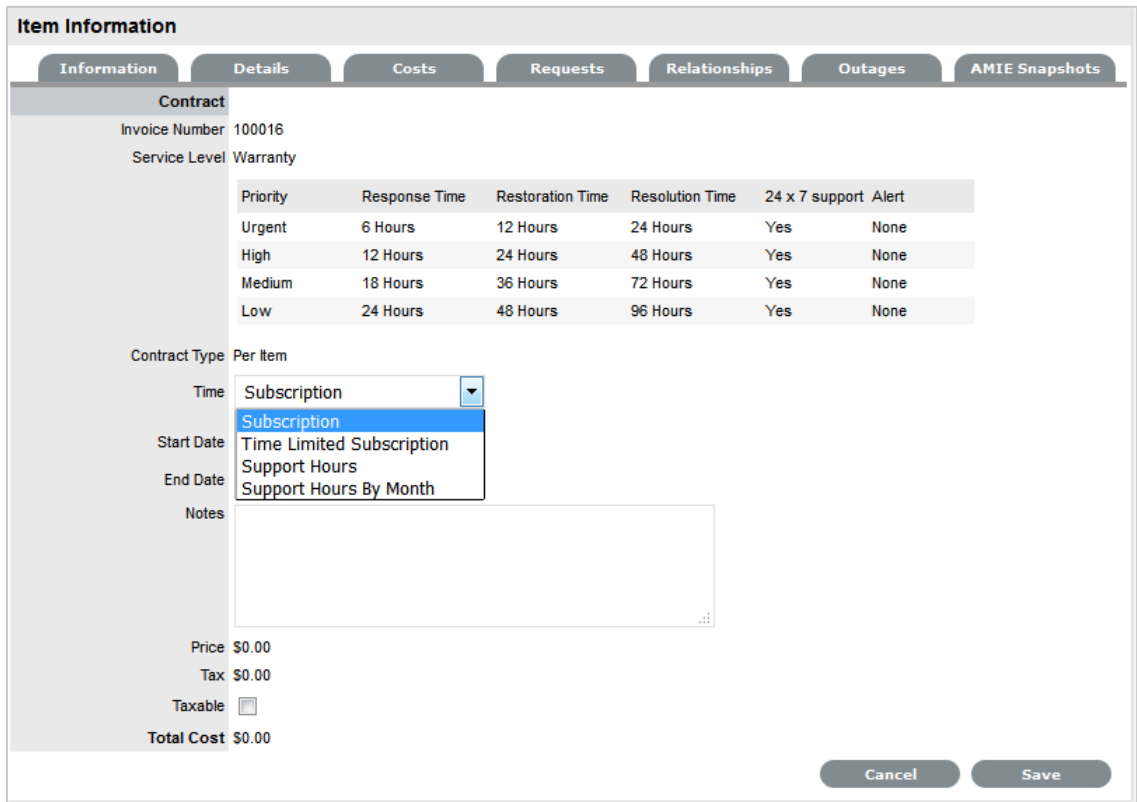 Item Information
Information Details Costs Requests Relationships Outages AMIE Snapshots
Contract
Invoice Number 100016
Service Level Warranty
Priority Response Time Restoration Time Resolution Time 24 x 7 support Alert
Urgent 6 Hours 12 Hours 24 Hours Yes None
High 12 Hours 24 Hours 48 Hours Yes None
Medium 18 Hours 36 Hours 72 Hours Yes None
Low 24 Hours 48 Hours 96 Hours Yes None
Contract Type Per Item
Time Subscription
Subscription
Start Date Time Limited Subscription
Support Hours
End Date Support Hours By Month
Notes
Price $0.00
Tax $0.00
Taxable
Total Cost $0.00
Cancel Save